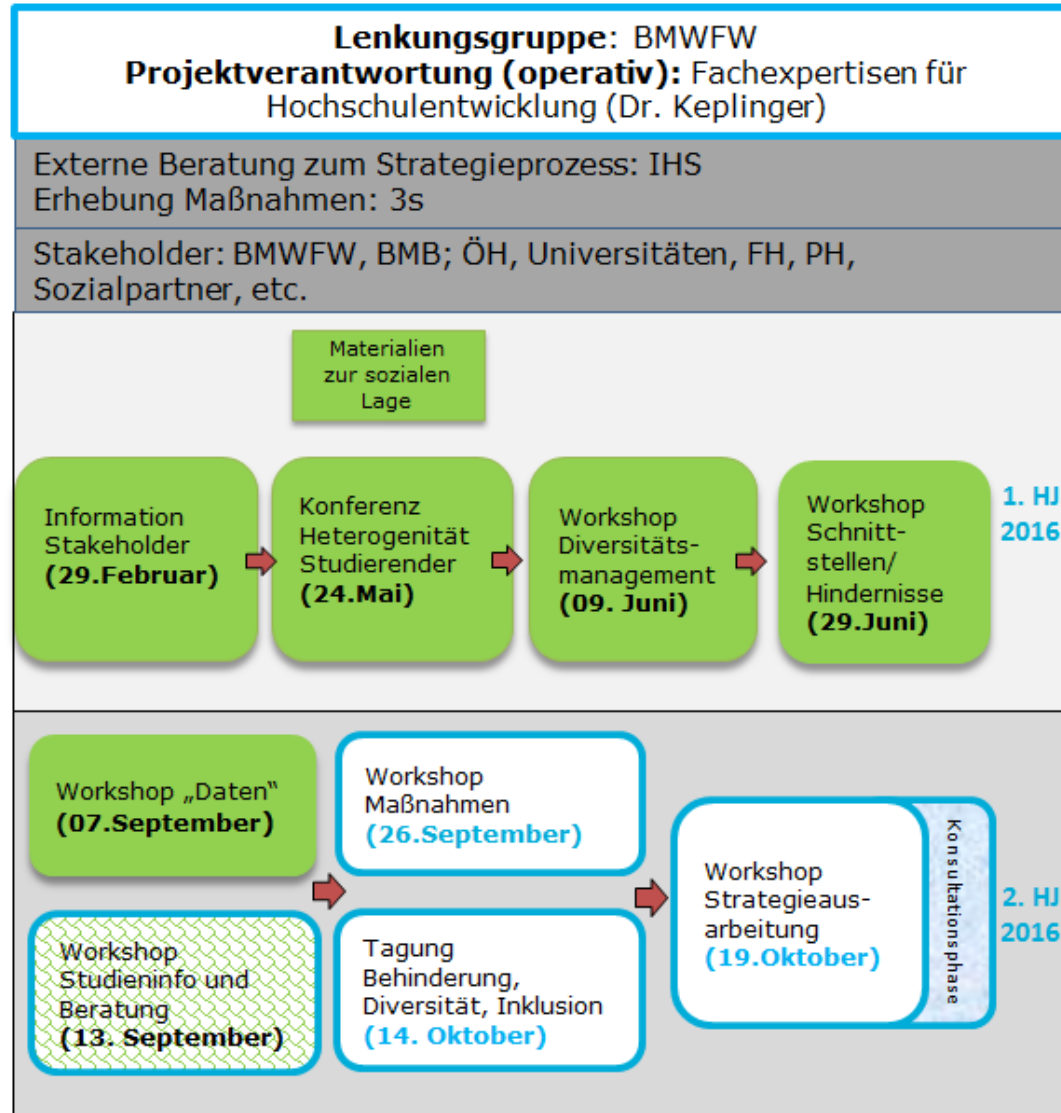 Lenkungsgruppe: BMWFW
Projektverantwortung (operativ): Fachexpertisen für
Hochschulentwicklung (Dr. Keplinger)
Externe Beratung zum Strategieprozess: IHS
Erhebung Maßnahmen: 3s
Stakeholder: BMWFW, BMB; ÖH, Universitäten, FH, PH,
Sozialpartner, etc.
Materialien
zur sozialen
Lage
Information
Stakeholder
(29.Februar)
Konferenz
Heterogenität
Studierender
(24.Mai)
Workshop
Diversitäts-
management
(09. Juni)
Workshop
Schnitt-
stellen/
Hindernisse
(29.Juni)
1. HJ
2016
Workshop „Daten“
(07.September)
Workshop
Studieninfo und
Beratung
(13. September)
Workshop
Maßnahmen
(26.September)
Tagung
Behinderung,
Diversität, Inklusion
(14. Oktober)
Workshop
Strategieaus-
arbeitung
(19.Oktober)
Konsultationsphase
2. HJ
2016